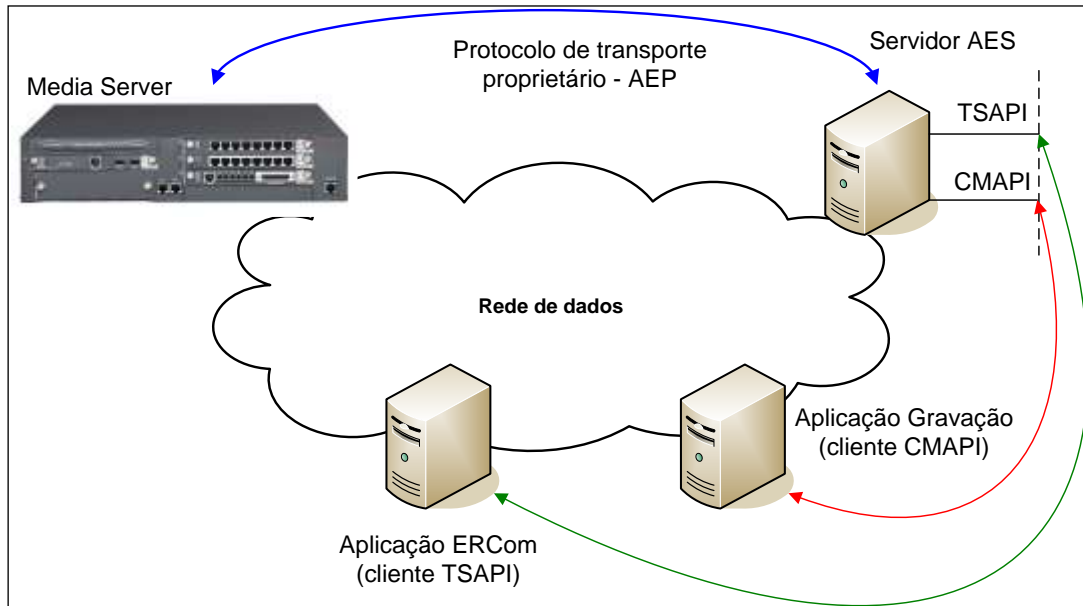 Protocolo de transporte
proprietário - AEP
Servidor AES
Media Server
TSAPI
CMAPI
Rede de dados
Aplicação Gravação
(cliente CMAPI)
Aplicação ERCom
(cliente TSAPI)